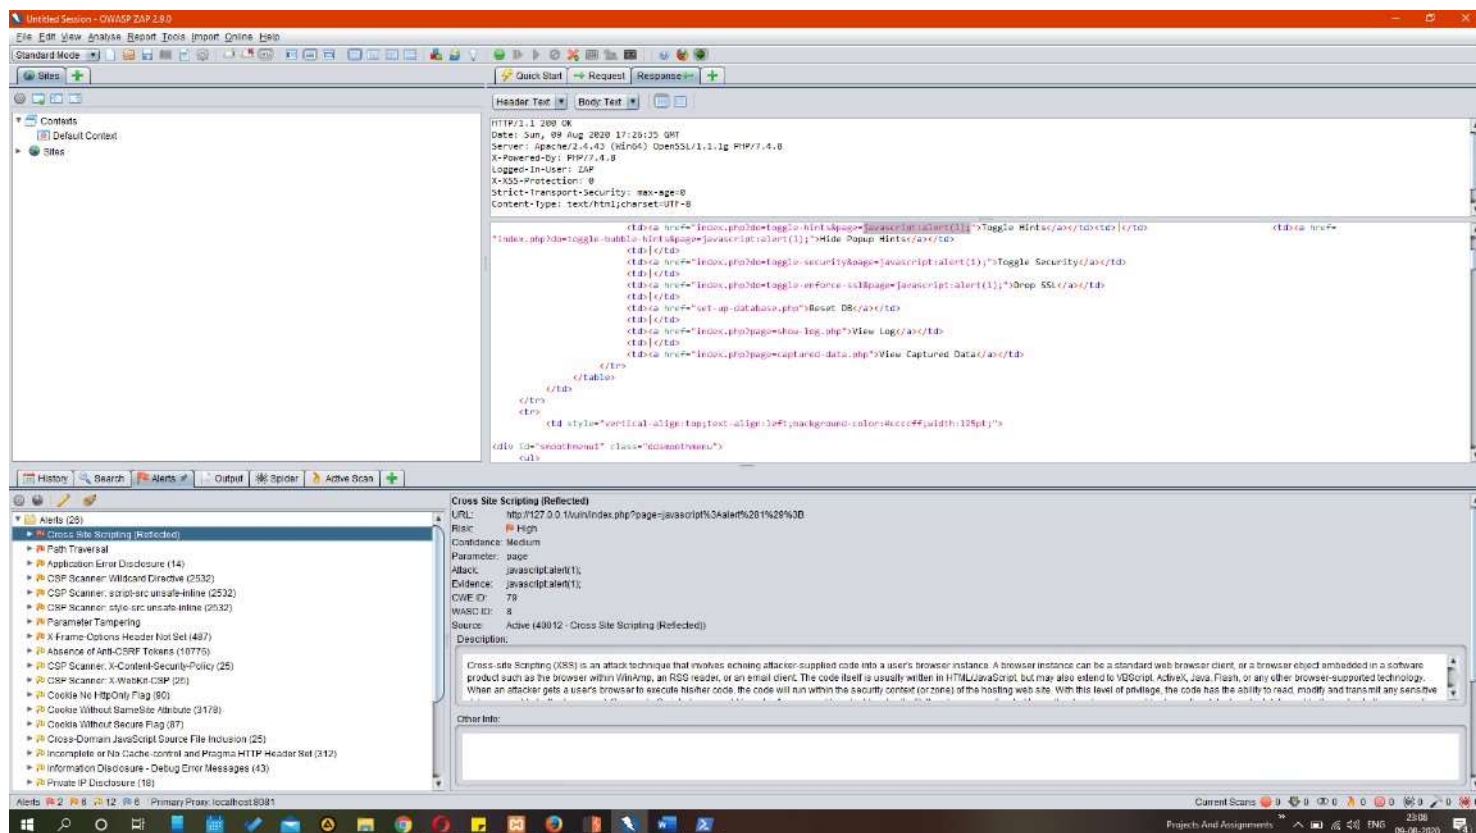 Untitled Session - OWASP ZAP 2.9.0
File Edit View Analyse Report Tools Import Online Help
Standard Mode
Sites
Quick Start
Request
Response
Header: Text
Body: Text
Contexts
Default Context
Sites
HTTP/1.1 200 OK
Date: Sun, 09 Aug 2020 17:26:35 GMT
Server: Apache/2.4.43 (Win64) OpenSSL/1.1.1g PHP/7.4.8
X-Powered-By: PHP/7.4.8
Logged-In-User: ZAP
X-XSS-Protection: 0
Strict-Transport-Security: max-age=0
Content-Type: text/html;charset=UTF-8
<td><a href="index.php?do=toggle-hints&page=javascript:alert(1);">Toggle Hints</a></td><td>|</td> <td><a href=
"index.php?do=toggle-bubble-hints&page=javascript:alert(1);">Hide Popup Hints</a></td>
<td>|</td>
<td><a href="index.php?do=toggle-security&page=javascript:alert(1);">Toggle Security</a></td>
<td>|</td>
<td><a href="index.php?do=toggle-enforce-ssl&page=javascript:alert(1);">Drop SSL</a></td>
<td>|</td>
<td><a href="set-up-database.php">Reset DB</a></td>
<td>|</td>
<td><a href="index.php?page=show-log.php">View Log</a></td>
<td>|</td>
<td><a href="index.php?page=captured-data.php">View Captured Data</a></td>
</tr>
</table>
</td>
</tr>
<tr>
<td style="vertical-align:top;text-align:left;background-color:#ccccff;width:125pt;">
<div id="smoothmenu1" class="ddsmoothmenu">
<ul>
History
Search
Alerts
Output
Spider
Active Scan
Alerts (26)
Cross Site Scripting (Reflected)
Path Traversal
Application Error Disclosure (14)
CSP Scanner: Wildcard Directive (2532)
CSP Scanner: script-src unsafe-inline (2532)
CSP Scanner: style-src unsafe-inline (2532)
Parameter Tampering
X-Frame-Options Header Not Set (487)
Absence of Anti-CSRF Tokens (10776)
CSP Scanner: X-Content-Security-Policy (25)
CSP Scanner: X-WebKit-CSP (25)
Cookie No HttpOnly Flag (90)
Cookie Without SameSite Attribute (3178)
Cookie Without Secure Flag (87)
Cross-Domain JavaScript Source File Inclusion (25)
Incomplete or No Cache-control and Pragma HTTP Header Set (312)
Information Disclosure - Debug Error Messages (43)
Private IP Disclosure (18)
Cross Site Scripting (Reflected)
URL: http://127.0.0.1/vuln/index.php?page=javascript%3Aalert%281%29%3B
Risk: High
Confidence: Medium
Parameter: page
Attack: javascript:alert(1);
Evidence: javascript:alert(1);
CWE ID: 79
WASC ID: 8
Source: Active (40012 - Cross Site Scripting (Reflected))
Description:
Cross-site Scripting (XSS) is an attack technique that involves echoing attacker-supplied code into a user's browser instance. A browser instance can be a standard web browser client, or a browser object embedded in a software
product such as the browser within WinAmp, an RSS reader, or an email client. The code itself is usually written in HTML/JavaScript, but may also extend to VBScript, ActiveX, Java, Flash, or any other browser-supported technology.
When an attacker gets a user's browser to execute his/her code, the code will run within the security context (or zone) of the hosting web site. With this level of privilege, the code has the ability to read, modify and transmit any sensitive
Other Info:
Alerts 2 6 12 6 Primary Proxy: localhost:8081
Current Scans 0 0 0 0 0 0 0
Projects And Assignments
ENG
23:08
09-08-2020